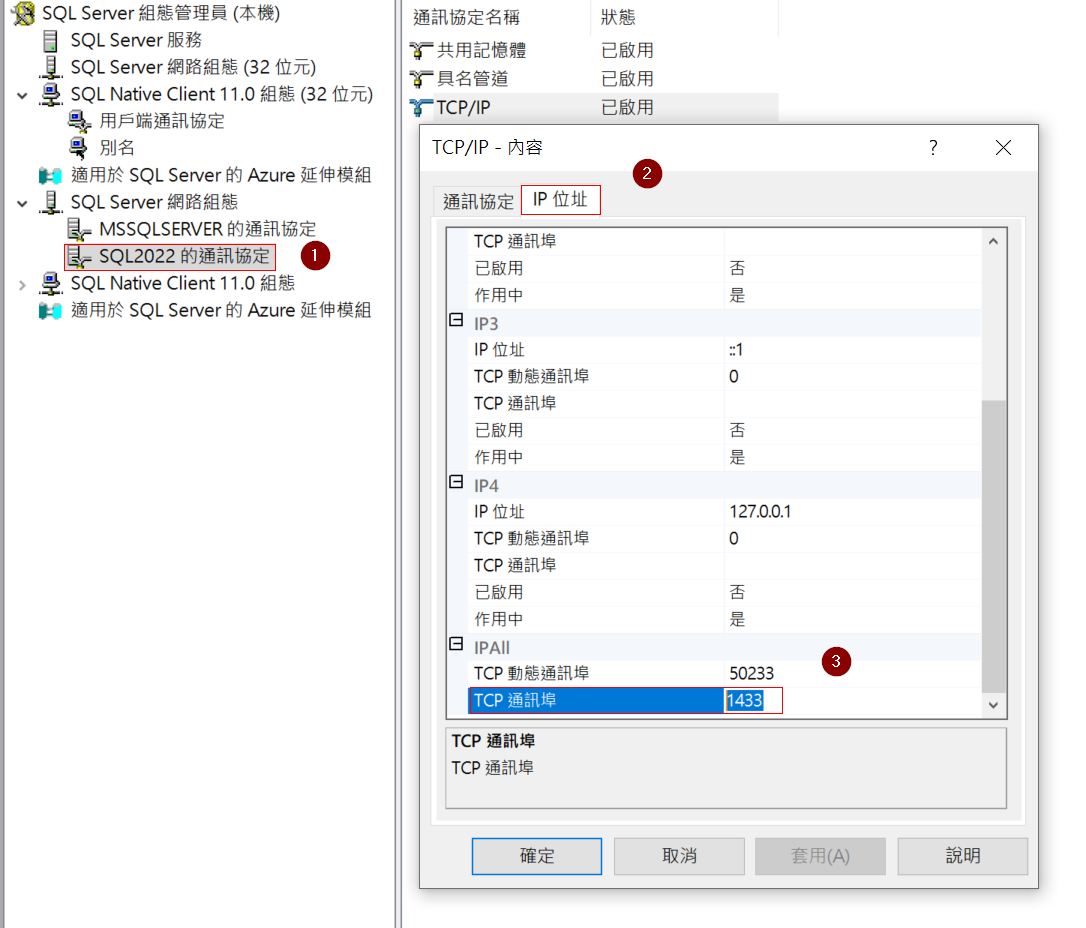 SQL Server 組態管理員 (本機)
SQL Server 服務
SQL Server 網路組態 (32 位元)
SQL Native Client 11.0 組態 (32 位元)
用戶端通訊協定
別名
適用於 SQL Server 的 Azure 延伸模組
SQL Server 網路組態
MSSQLSERVER 的通訊協定
SQL2022 的通訊協定
1
SQL Native Client 11.0 組態
適用於 SQL Server 的 Azure 延伸模組
通訊協定名稱 狀態
共用記憶體 已啟用
具名管道 已啟用
TCP/IP 已啟用
TCP/IP - 內容 ?
2
通訊協定 IP 位址
TCP 通訊埠
已啟用 否
作用中 是
IP3
IP 位址 ::1
TCP 動態通訊埠 0
TCP 通訊埠
已啟用 否
作用中 是
IP4
IP 位址 127.0.0.1
TCP 動態通訊埠 0
TCP 通訊埠
已啟用 否
作用中 是
IPAll
3
TCP 動態通訊埠 50233
TCP 通訊埠 1433
TCP 通訊埠
TCP 通訊埠
確定 取消 套用(A) 說明